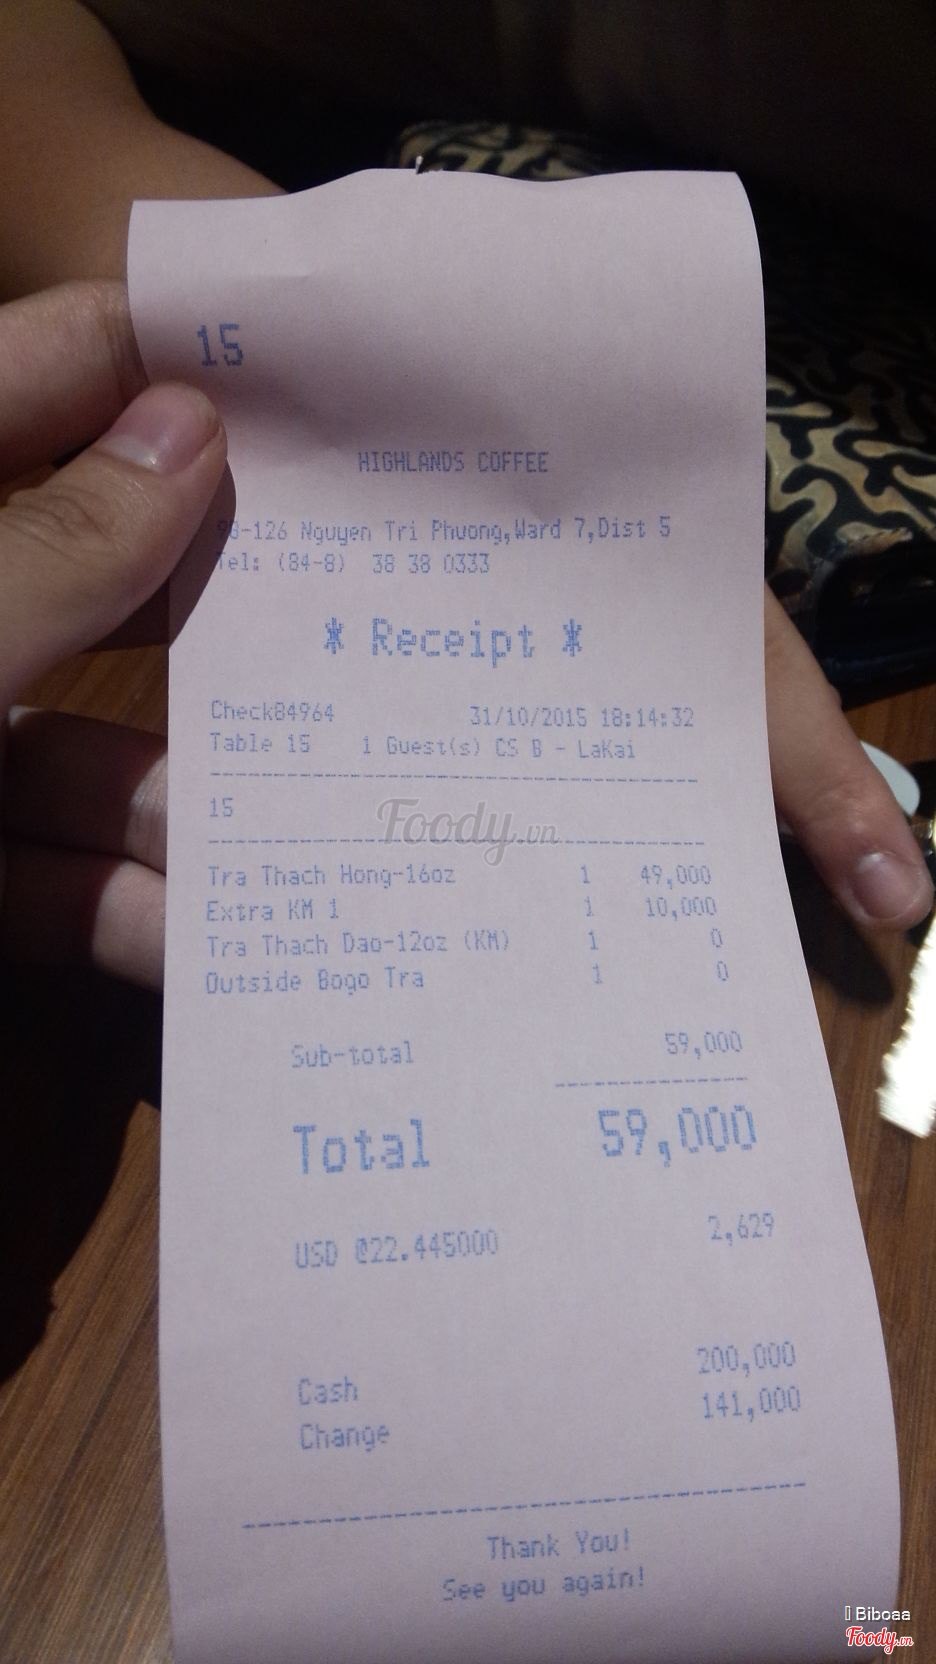 15
HIGHLANDS COFFEE
98-126 Nguyen Tri Phuong,Ward 7,Dist 5
Tel: (84-8) 38 38 0333
* Receipt *
Check84964 31/10/2015 18:14:32
Table 15 1 Guest(s) CS B - LaKai
15
Foody.vn
Tra Thach Hong-16oz 1 49,000
Extra KM 1 1 10,000
Tra Thach Dao-12oz (KM) 1 0
Outside Bogo Tra 1 0
Sub-total 59,000
Total 59,000
USD @22.445000 2,629
Cash 200,000
Change 141,000
Thank You!
See you again!
Biboaa
Foody.vn